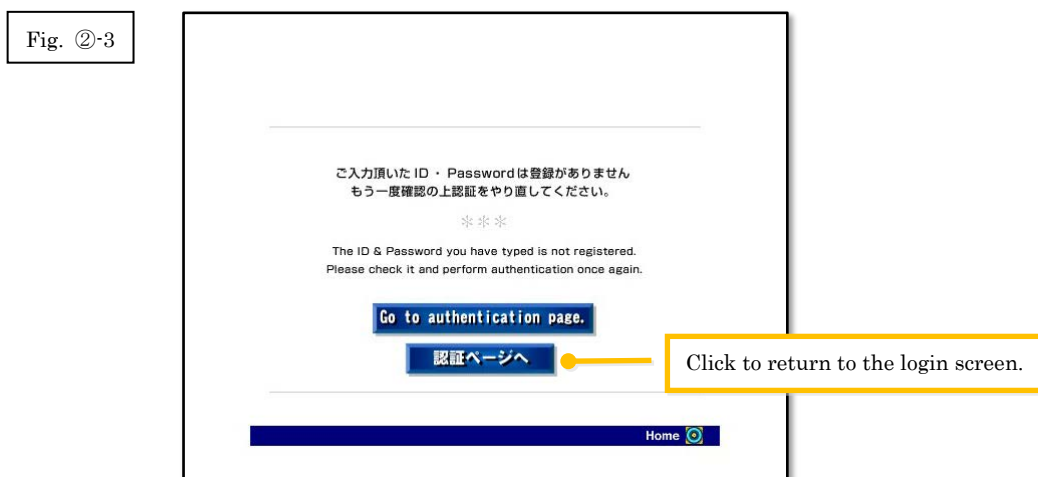 Fig. ②-3
ご入力頂いた ID ・ Passwordは登録がありません
もう一度確認の上認証をやり直してください。
＊＊＊
The ID & Password you have typed is not registered.
Please check it and perform authentication once again.
Go to authentication page.
認証ページへ
Click to return to the login screen.
Home